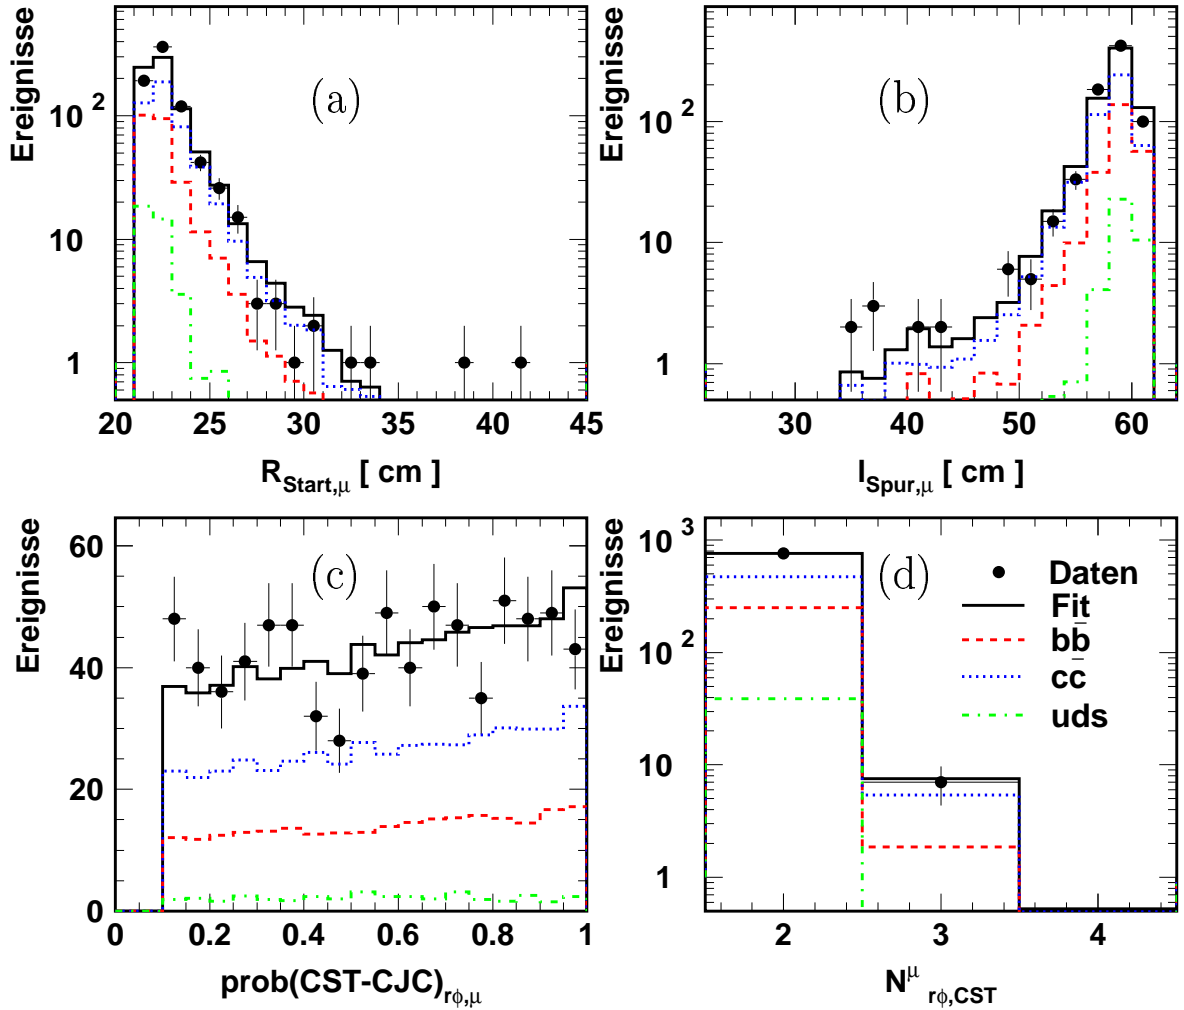 Ereignisse
(a)
10 2
10
1
20 25 30 35 40 45
R Start,μ [ cm ]
Ereignisse
(b)
10 2
10
1
30 40 50 60
l Spur,μ [ cm ]
Ereignisse
(c)
60
40
20
0
0 0.2 0.4 0.6 0.8 1
prob(CST-CJC) rϕ,μ
Ereignisse
(d)
10 3
10 2
10
1
Daten
Fit
bb̄
cc̄
uds
2 3 4
N μ rϕ,CST